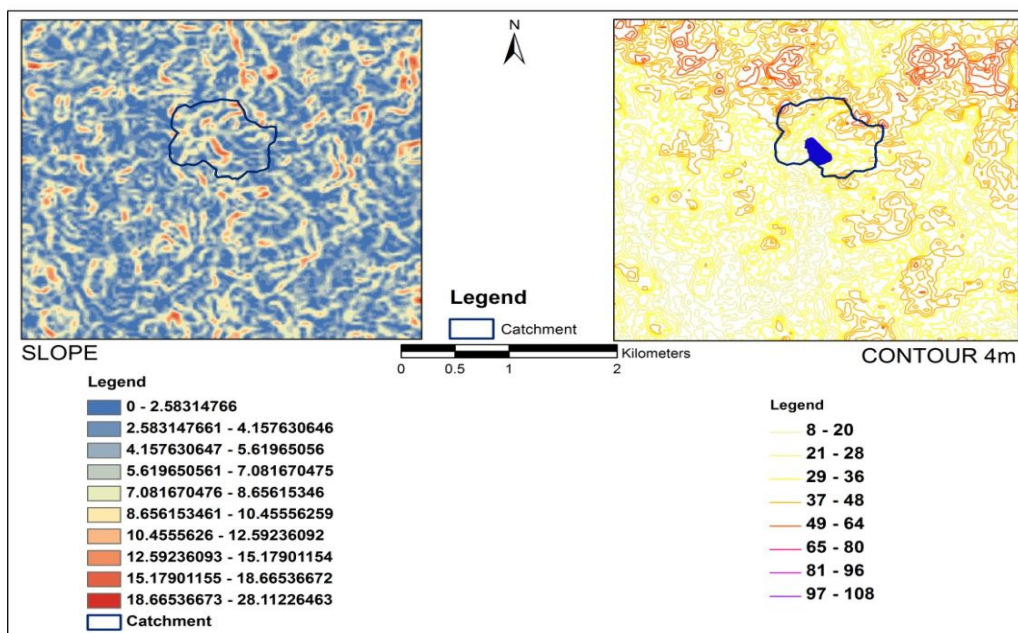 N
Legend
Catchment
SLOPE
Kilometers
CONTOUR 4m
0 0.5 1 2
Legend
0 - 2.58314766
2.583147661 - 4.157630646
4.157630647 - 5.61965056
5.619650561 - 7.081670475
7.081670476 - 8.65615346
8.656153461 - 10.45556259
10.4555626 - 12.59236092
12.59236093 - 15.17901154
15.17901155 - 18.66536672
18.66536673 - 28.11226463
Catchment
Legend
8 - 20
21 - 28
29 - 36
37 - 48
49 - 64
65 - 80
81 - 96
97 - 108